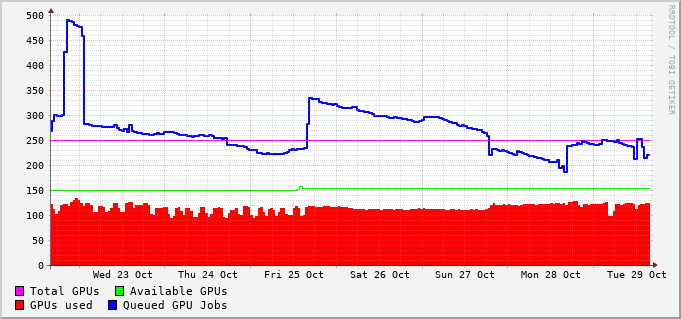 500
450
400
350
300
250
200
150
100
50
0
Wed 23 Oct Thu 24 Oct Fri 25 Oct Sat 26 Oct Sun 27 Oct Mon 28 Oct Tue 29 Oct
Total GPUs Available GPUs
GPUs used Queued GPU Jobs
RRDTOOL / TOBI OETIKER